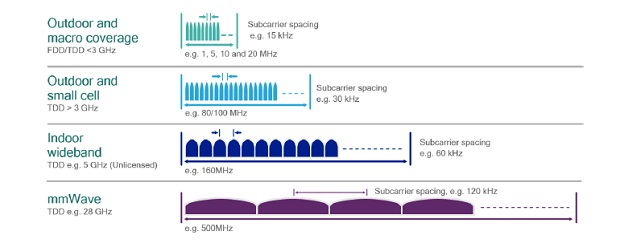 Outdoor and
macro coverage
FDD/TDD <3 GHz
Subcarrier spacing
e.g. 15 kHz
e.g. 1, 5, 10 and 20 MHz
Outdoor and
small cell
TDD > 3 GHz
Subcarrier spacing
e.g. 30 kHz
e.g. 80/100 MHz
Indoor
wideband
TDD e.g. 5 GHz (Unlicensed)
Subcarrier spacing
e.g. 60 kHz
e.g. 160MHz
mmWave
TDD e.g. 28 GHz
Subcarrier spacing, e.g. 120 kHz
e.g. 500MHz